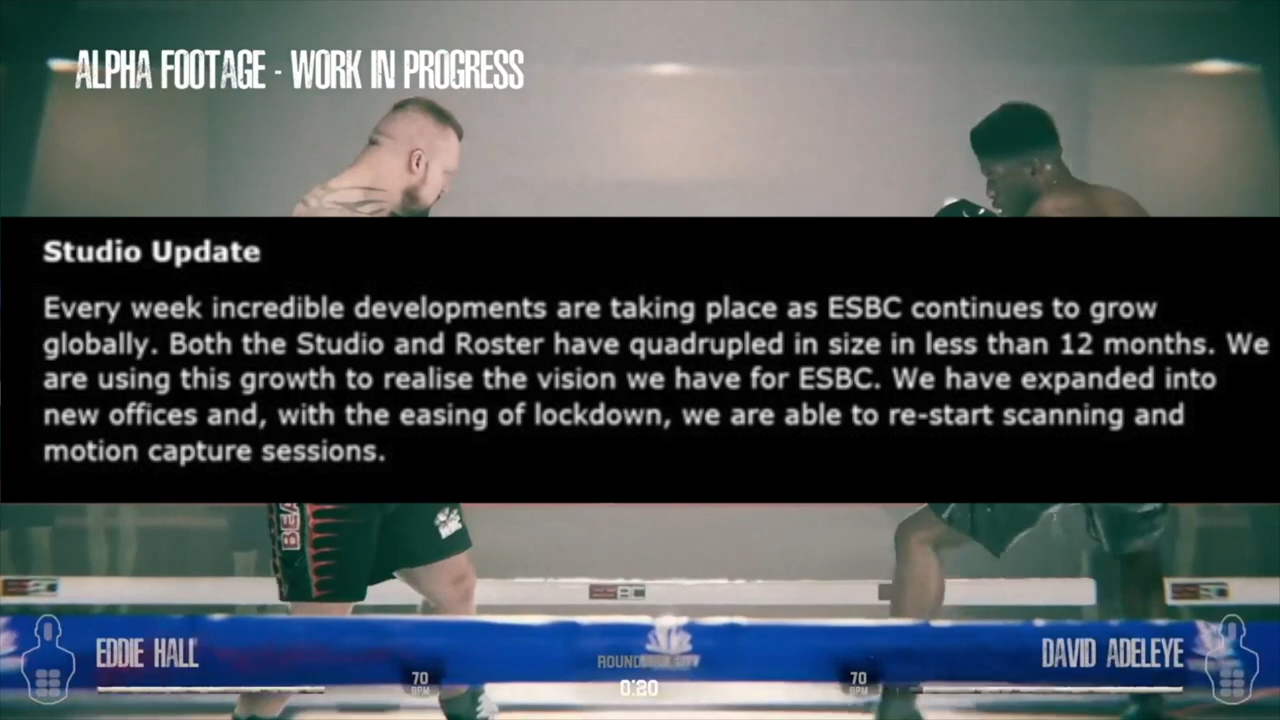 ALPHA FOOTAGE - WORK IN PROGRESS
Studio Update
Every week incredible developments are taking place as ESBC continues to grow
globally. Both the Studio and Roster have quadrupled in size in less than 12 months. We
are using this growth to realise the vision we have for ESBC. We have expanded into
new offices and, with the easing of lockdown, we are able to re-start scanning and
motion capture sessions.
BEA
EDDIE HALL
ROUND
DAVID ADELEYE
70
BPM
0:20
70
BPM